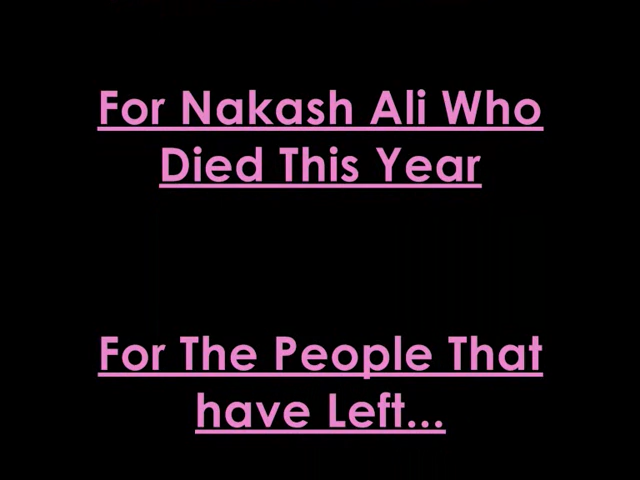 For Nakash Ali Who
Died This Year
For The People That
have Left...